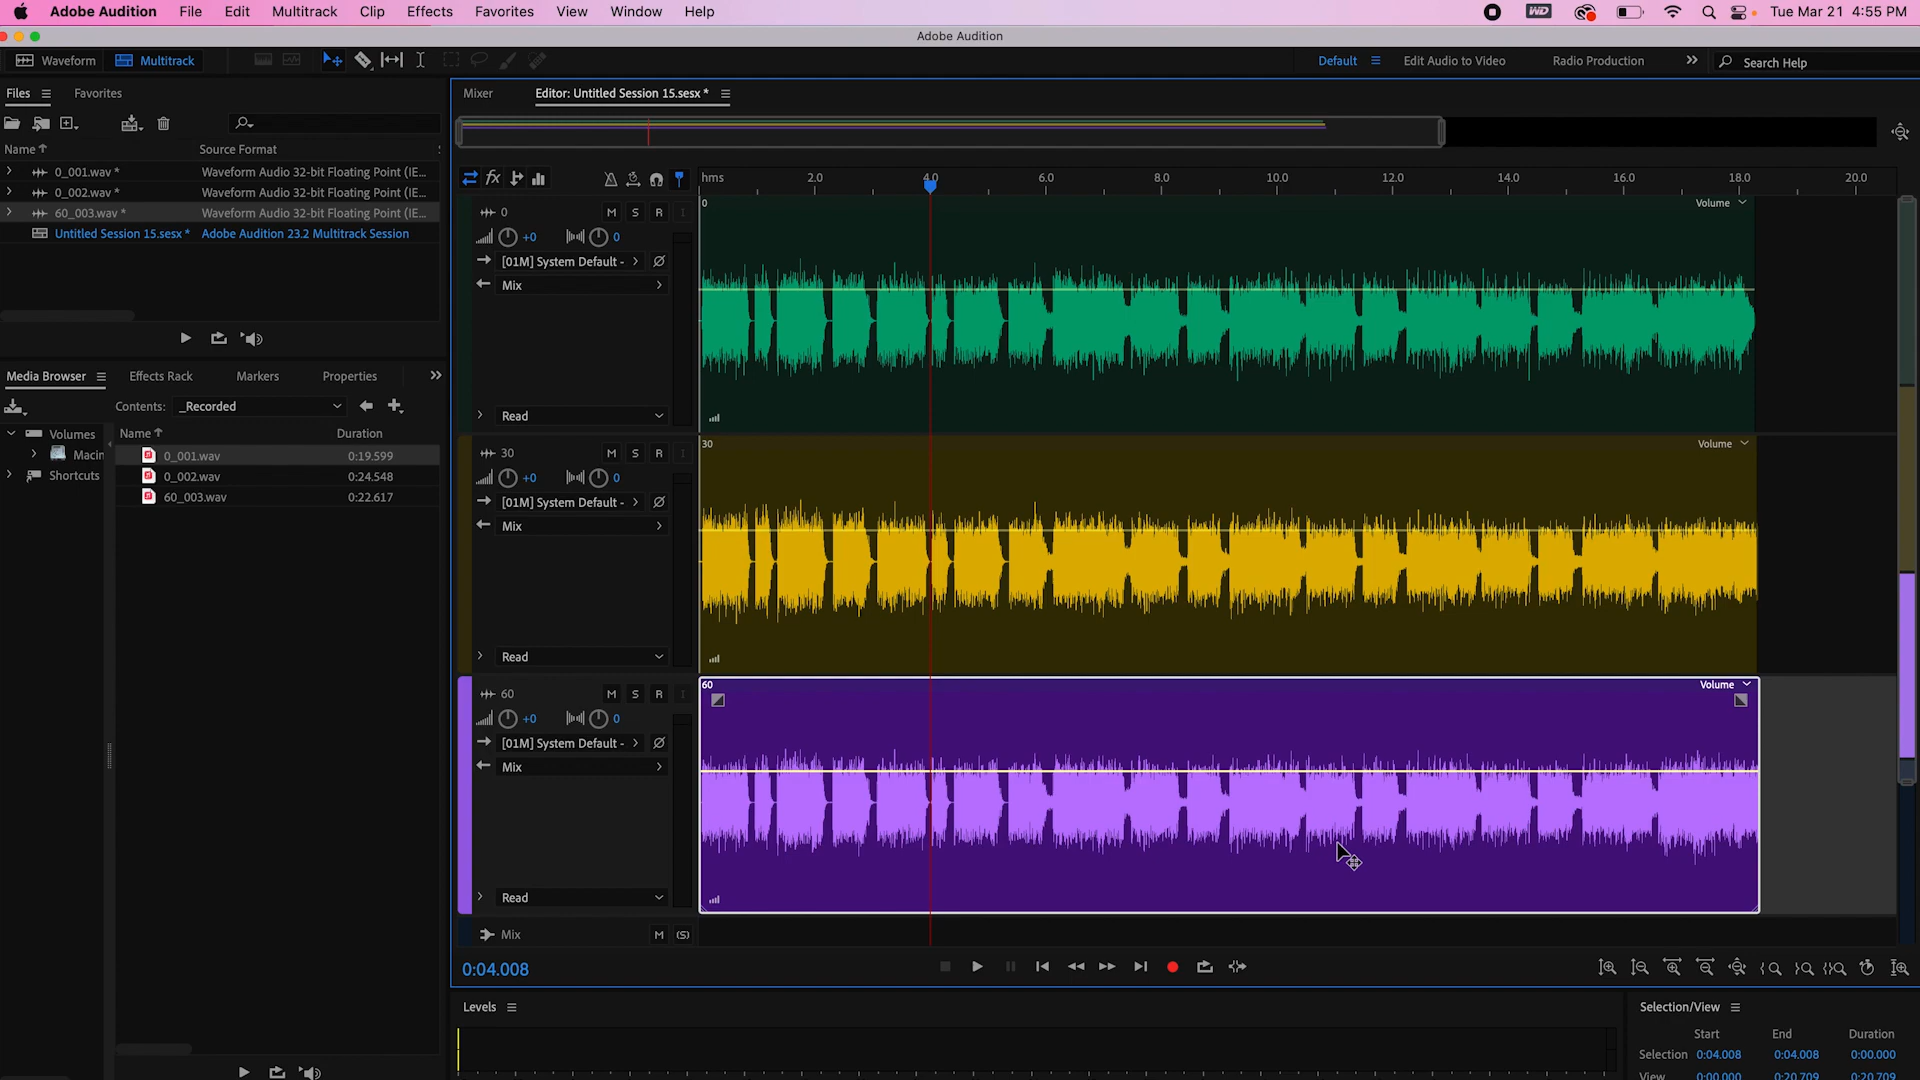 Adobe Audition File Edit Multitrack Clip Effects Favorites View Window Help WD Tue Mar 21 4:55 PM
Adobe Audition
Waveform Multitrack Default Edit Audio to Video Radio Production Search Help
Files Favorites Mixer Editor: Untitled Session 15.sesx *
Name Source Format
0_001.wav * Waveform Audio 32-bit Floating Point (IE...
0_002.wav * Waveform Audio 32-bit Floating Point (IE...
60_003.wav * Waveform Audio 32-bit Floating Point (IE...
Untitled Session 15.sesx * Adobe Audition 23.2 Multitrack Session
hms 2.0 4.0 6.0 8.0 10.0 12.0 14.0 16.0 18.0 20.0
0 M S R I 0 Volume
+0 0
[01M] System Default -
Mix
Read
Media Browser Effects Rack Markers Properties
Contents: _Recorded
Volumes Name Duration
Macin 0_001.wav 0:19.599
Shortcuts 0_002.wav 0:24.548
60_003.wav 0:22.617
30 M S R I 30 Volume
+0 0
[01M] System Default -
Mix
Read
60 M S R I 60 Volume
+0 0
[01M] System Default -
Mix
Read
Mix M (S)
0:04.008
Levels Selection/View
Start End Duration
Selection 0:04.008 0:04.008 0:00.000
View 0:00.000 0:20.709 0:20.709